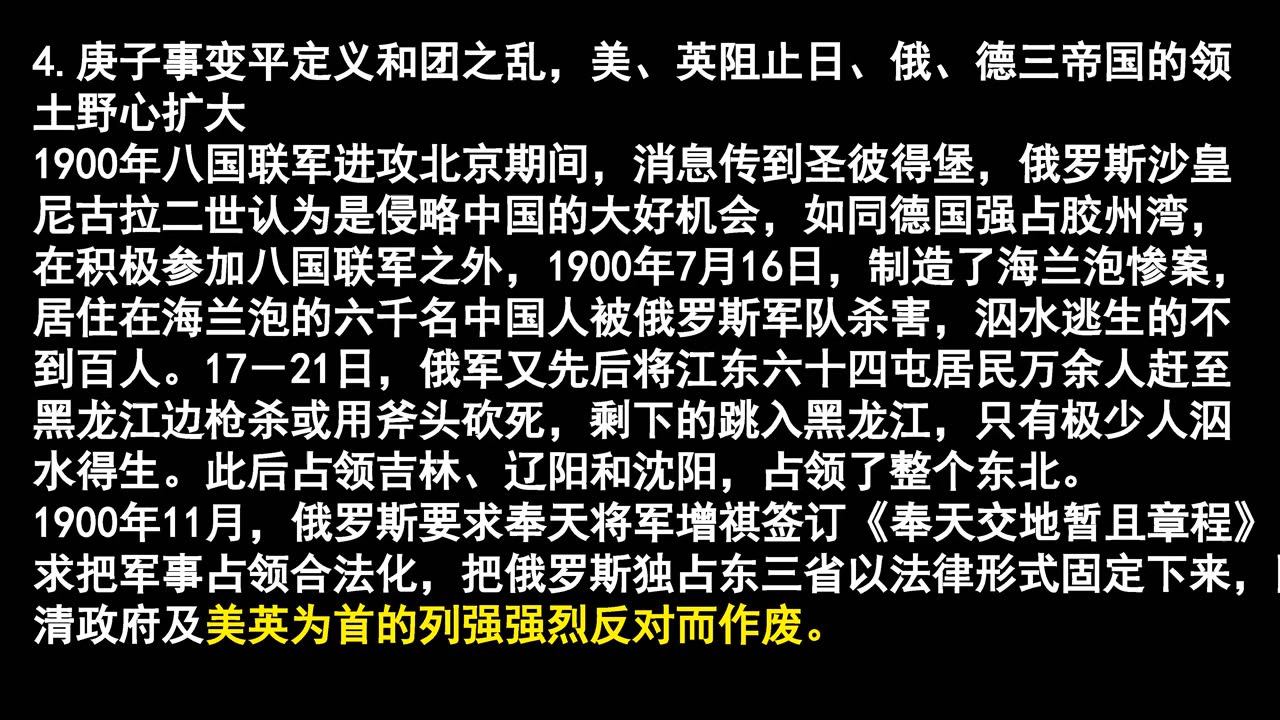 4.庚子事变平定义和团之乱，美、英阻止日、俄、德三帝国的领
土野心扩大
1900年八国联军进攻北京期间，消息传到圣彼得堡，俄罗斯沙皇
尼古拉二世认为是侵略中国的大好机会，如同德国强占胶州湾，
在积极参加八国联军之外，1900年7月16日，制造了海兰泡惨案，
居住在海兰泡的六千名中国人被俄罗斯军队杀害，泅水逃生的不
到百人。17－21日，俄军又先后将江东六十四屯居民万余人赶至
黑龙江边枪杀或用斧头砍死，剩下的跳入黑龙江，只有极少人泅
水得生。此后占领吉林、辽阳和沈阳，占领了整个东北。
1900年11月，俄罗斯要求奉天将军增祺签订《奉天交地暂且章程》
求把军事占领合法化，把俄罗斯独占东三省以法律形式固定下来，
清政府及美英为首的列强强烈反对而作废。